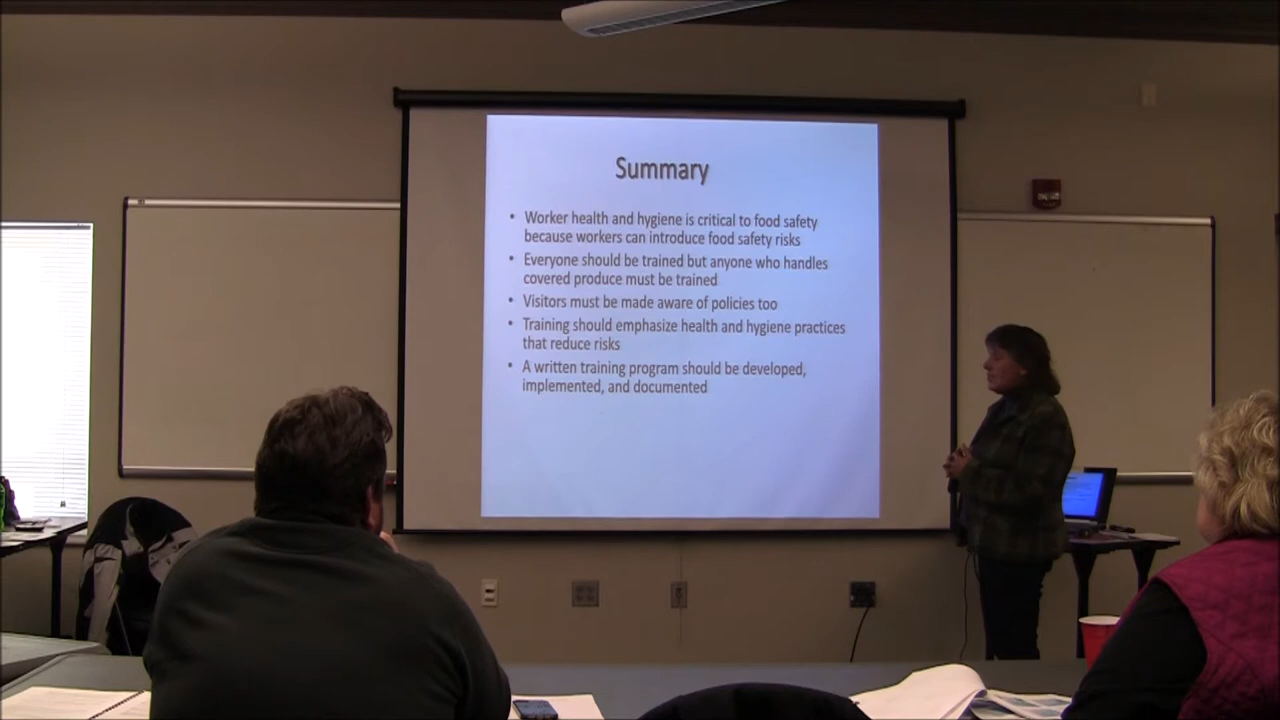 Summary
• Worker health and hygiene is critical to food safety
because workers can introduce food safety risks
• Everyone should be trained but anyone who handles
covered produce must be trained
• Visitors must be made aware of policies too
• Training should emphasize health and hygiene practices
that reduce risks
• A written training program should be developed,
implemented, and documented